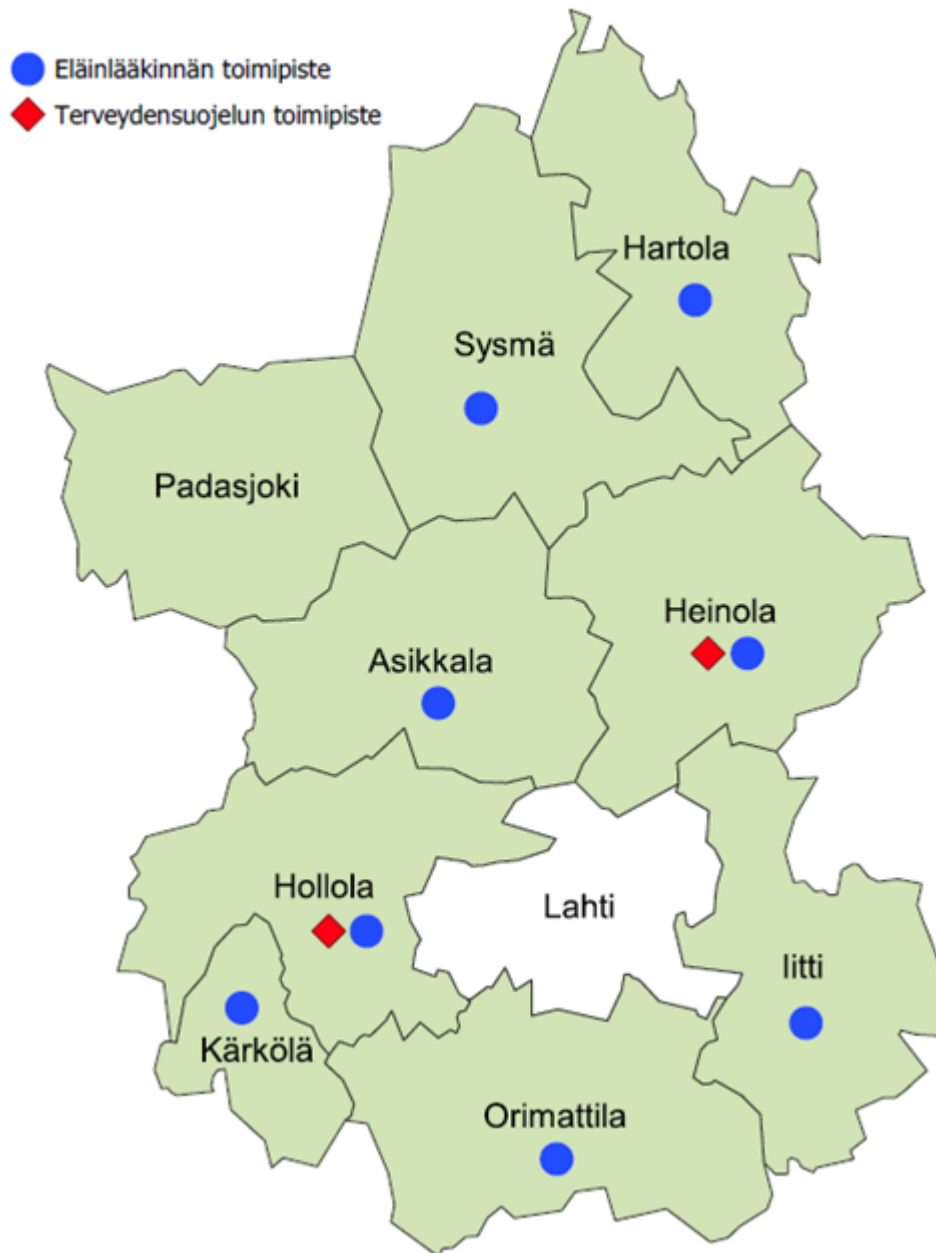 Eläinlääkinnän toimipiste
Terveydensuojelun toimipiste
Hartola
Sysmä
Padasjoki
Heinola
Asikkala
Hollola
Lahti
Iitti
Kärkölä
Orimattila